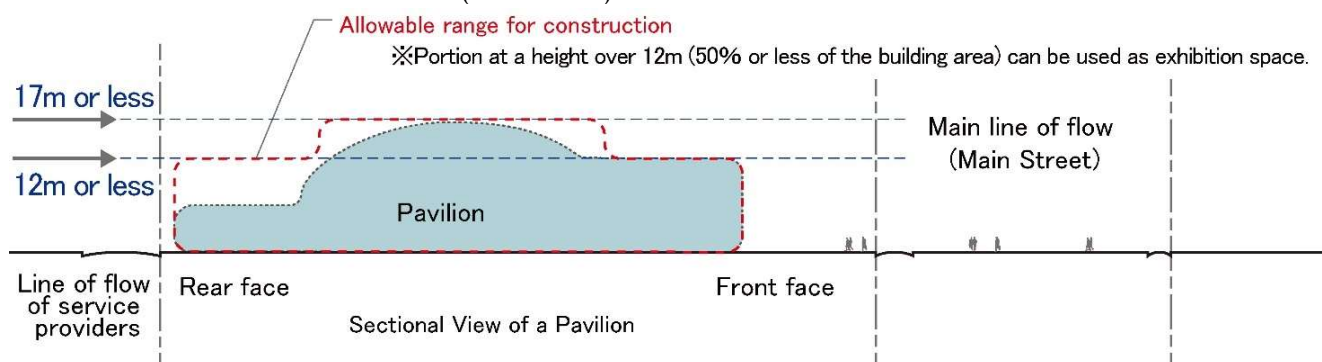 Allowable range for construction
※Portion at a height over 12m (50% or less of the building area) can be used as exhibition space.
17m or less
12m or less
Main line of flow
(Main Street)
Pavilion
Line of flow
of service
providers
Rear face
Front face
Sectional View of a Pavilion